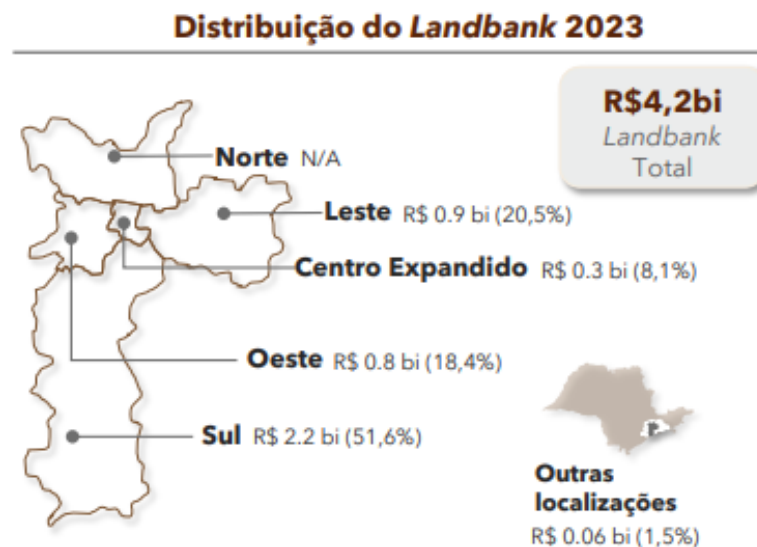 Distribuição do Landbank 2023
R$4,2bi
Landbank
Total
Norte N/A
Leste R$ 0.9 bi (20,5%)
Centro Expandido R$ 0.3 bi (8,1%)
Oeste R$ 0.8 bi (18,4%)
Sul R$ 2.2 bi (51,6%)
Outras
localizações
R$ 0.06 bi (1,5%)